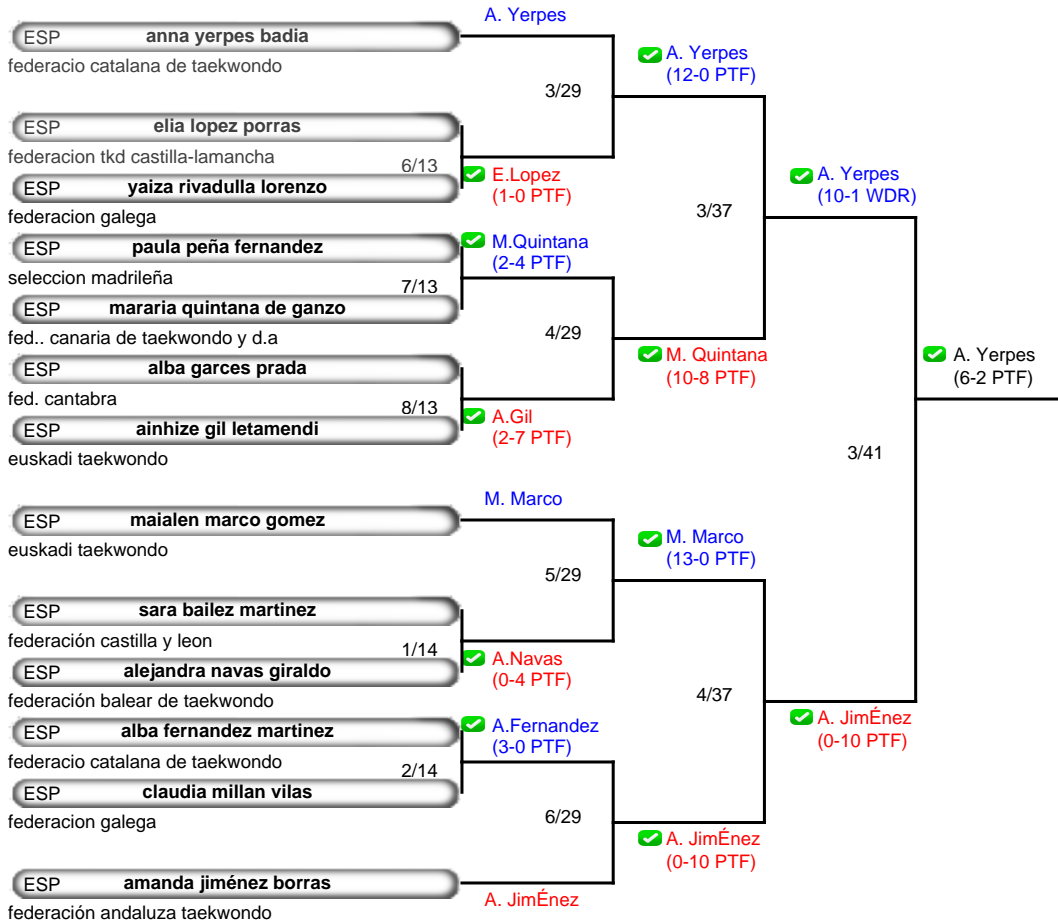 A. Yerpes
ESP anna yerpes badia
federacio catalana de taekwondo
A. Yerpes
(12-0 PTF)
3/29
ESP elia lopez porras
federacion tkd castilla-lamancha
6/13
E.Lopez
(1-0 PTF)
ESP yaiza rivadulla lorenzo
federacion galega
A. Yerpes
(10-1 WDR)
3/37
ESP paula peña fernandez
seleccion madrileña
M.Quintana
(2-4 PTF)
7/13
ESP mararia quintana de ganzo
fed.. canaria de taekwondo y d.a
4/29
M. Quintana
(10-8 PTF)
ESP alba garces prada
fed. cantabra
8/13
A.Gil
(2-7 PTF)
ESP ainhize gil letamendi
euskadi taekwondo
A. Yerpes
(6-2 PTF)
3/41
M. Marco
ESP maialen marco gomez
euskadi taekwondo
M. Marco
(13-0 PTF)
5/29
ESP sara bailez martinez
federación castilla y leon
1/14
A.Navas
(0-4 PTF)
ESP alejandra navas giraldo
federación balear de taekwondo
4/37
A. JimÉnez
(0-10 PTF)
ESP alba fernandez martinez
federacio catalana de taekwondo
A.Fernandez
(3-0 PTF)
2/14
ESP claudia millan vilas
federacion galega
6/29
A. JimÉnez
(0-10 PTF)
ESP amanda jiménez borras
federación andaluza taekwondo
A. JimÉnez